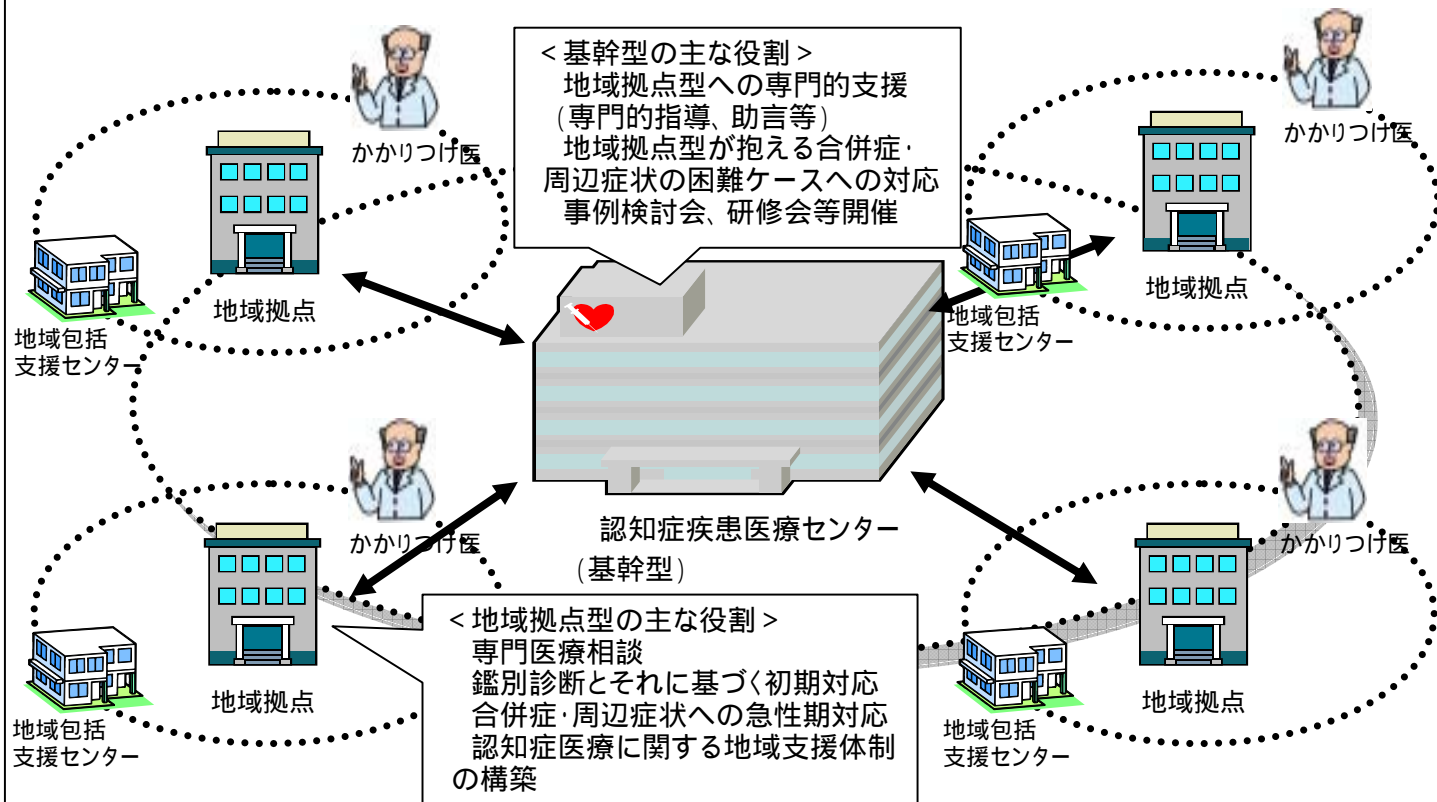 かかりつけ医
地域拠点
地域包括
支援センター
<基幹型の主な役割>
地域拠点型への専門的支援
(専門的指導、助言等)
地域拠点型が抱える合併症・
周辺症状の困難ケースへの対応
事例検討会、研修会等開催
かかりつけ医
地域拠点
地域包括
支援センター
認知症疾患医療センター
(基幹型)
かかりつけ医
地域拠点
地域包括
支援センター
<地域拠点型の主な役割>
専門医療相談
鑑別診断とそれに基づく初期対応
合併症・周辺症状への急性期対応
認知症医療に関する地域支援体制
の構築
かかりつけ医
地域拠点
地域包括
支援センター